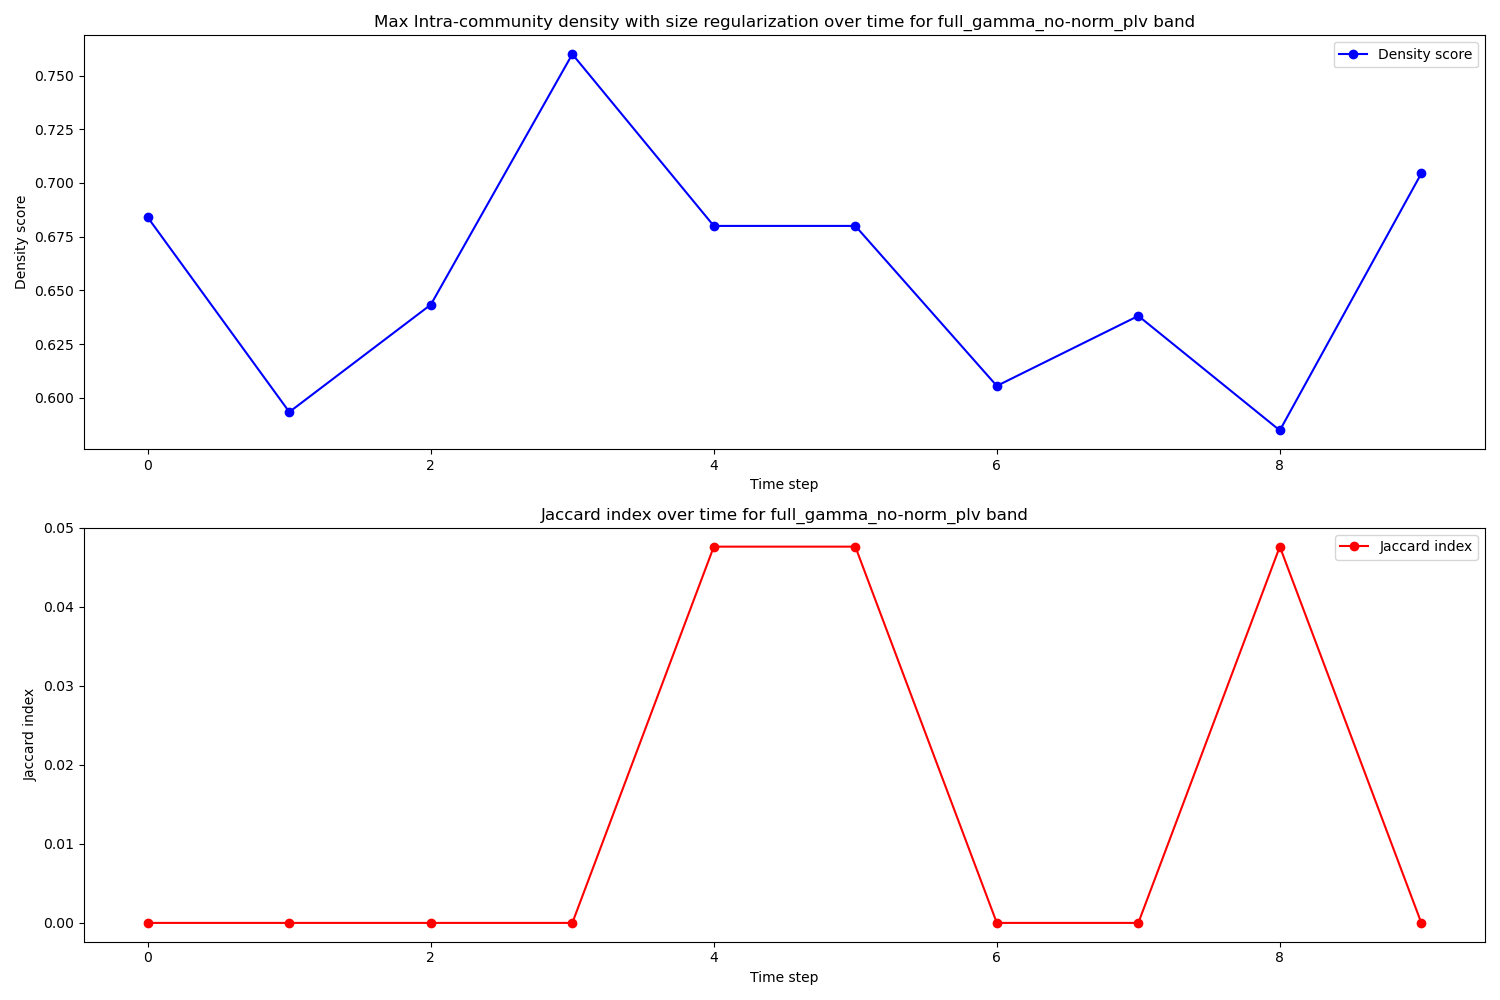 Max Intra-community density with size regularization over time for full_gamma_no-norm_plv band
Density score
0.750
0.725
0.700
0.675
0.650
0.625
0.600
Density score
0 2 4 6 8
Time step
Jaccard index over time for full_gamma_no-norm_plv band
Jaccard index
0.05
0.04
0.03
0.02
0.01
0.00
Jaccard index
0 2 4 6 8
Time step